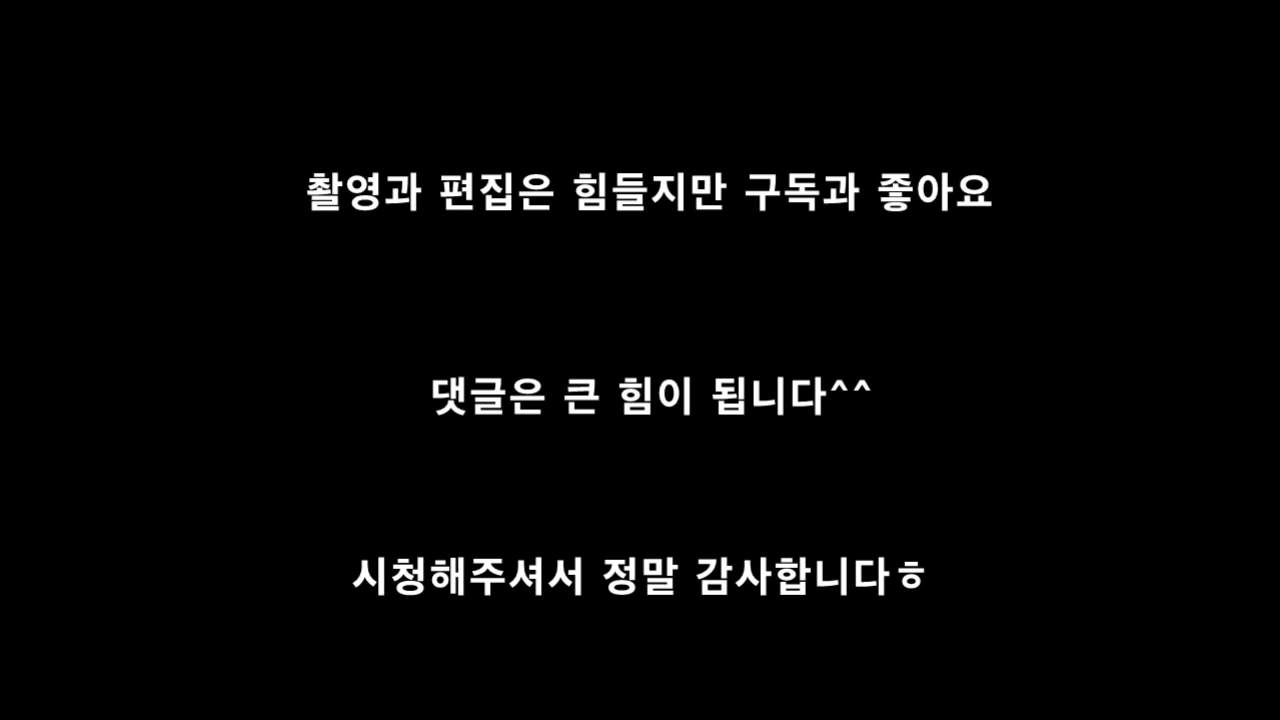 촬영과 편집은 힘들지만 구독과 좋아요
댓글은 큰 힘이 됩니다^^
시청해주셔서 정말 감사합니다ㅎ